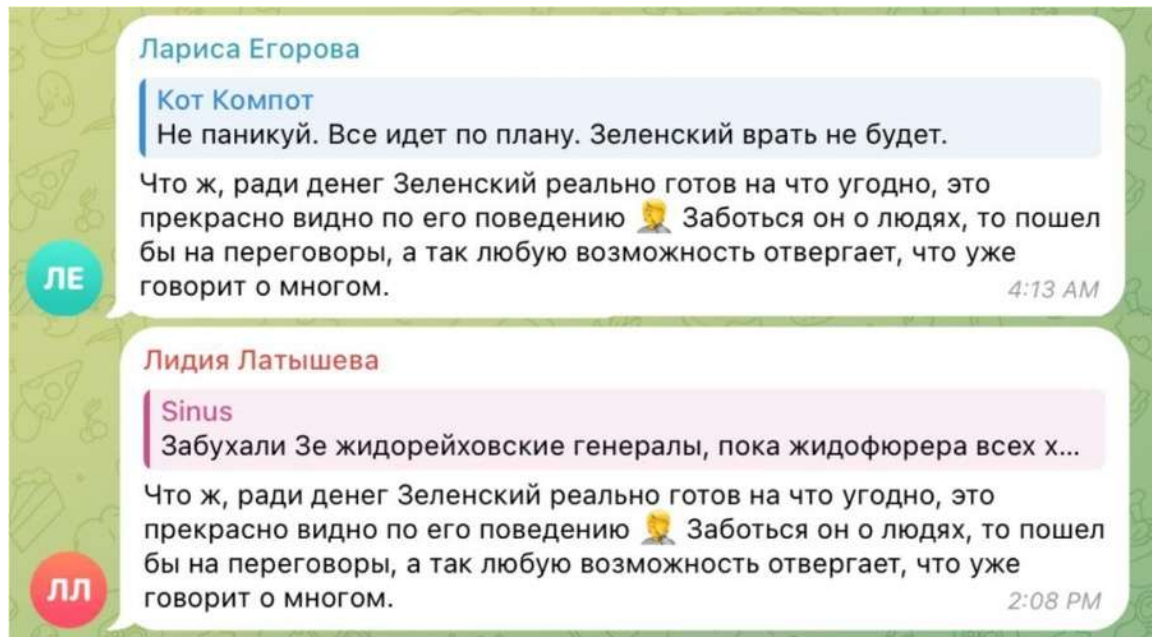 Лариса Егорова
Кот Компот
Не паникуй. Все идет по плану. Зеленский врать не будет.
Что ж, ради денег Зеленский реально готов на что угодно, это
прекрасно видно по его поведению 🤦 Заботься он о людях, то пошел
бы на переговоры, а так любую возможность отвергает, что уже
говорит о многом.
4:13 AM
ЛЕ
Лидия Латышева
Sinus
Забухали Зе жидорейховские генералы, пока жидофюрера всех х...
Что ж, ради денег Зеленский реально готов на что угодно, это
прекрасно видно по его поведению 🤦 Заботься он о людях, то пошел
бы на переговоры, а так любую возможность отвергает, что уже
говорит о многом.
2:08 PM
ЛЛ